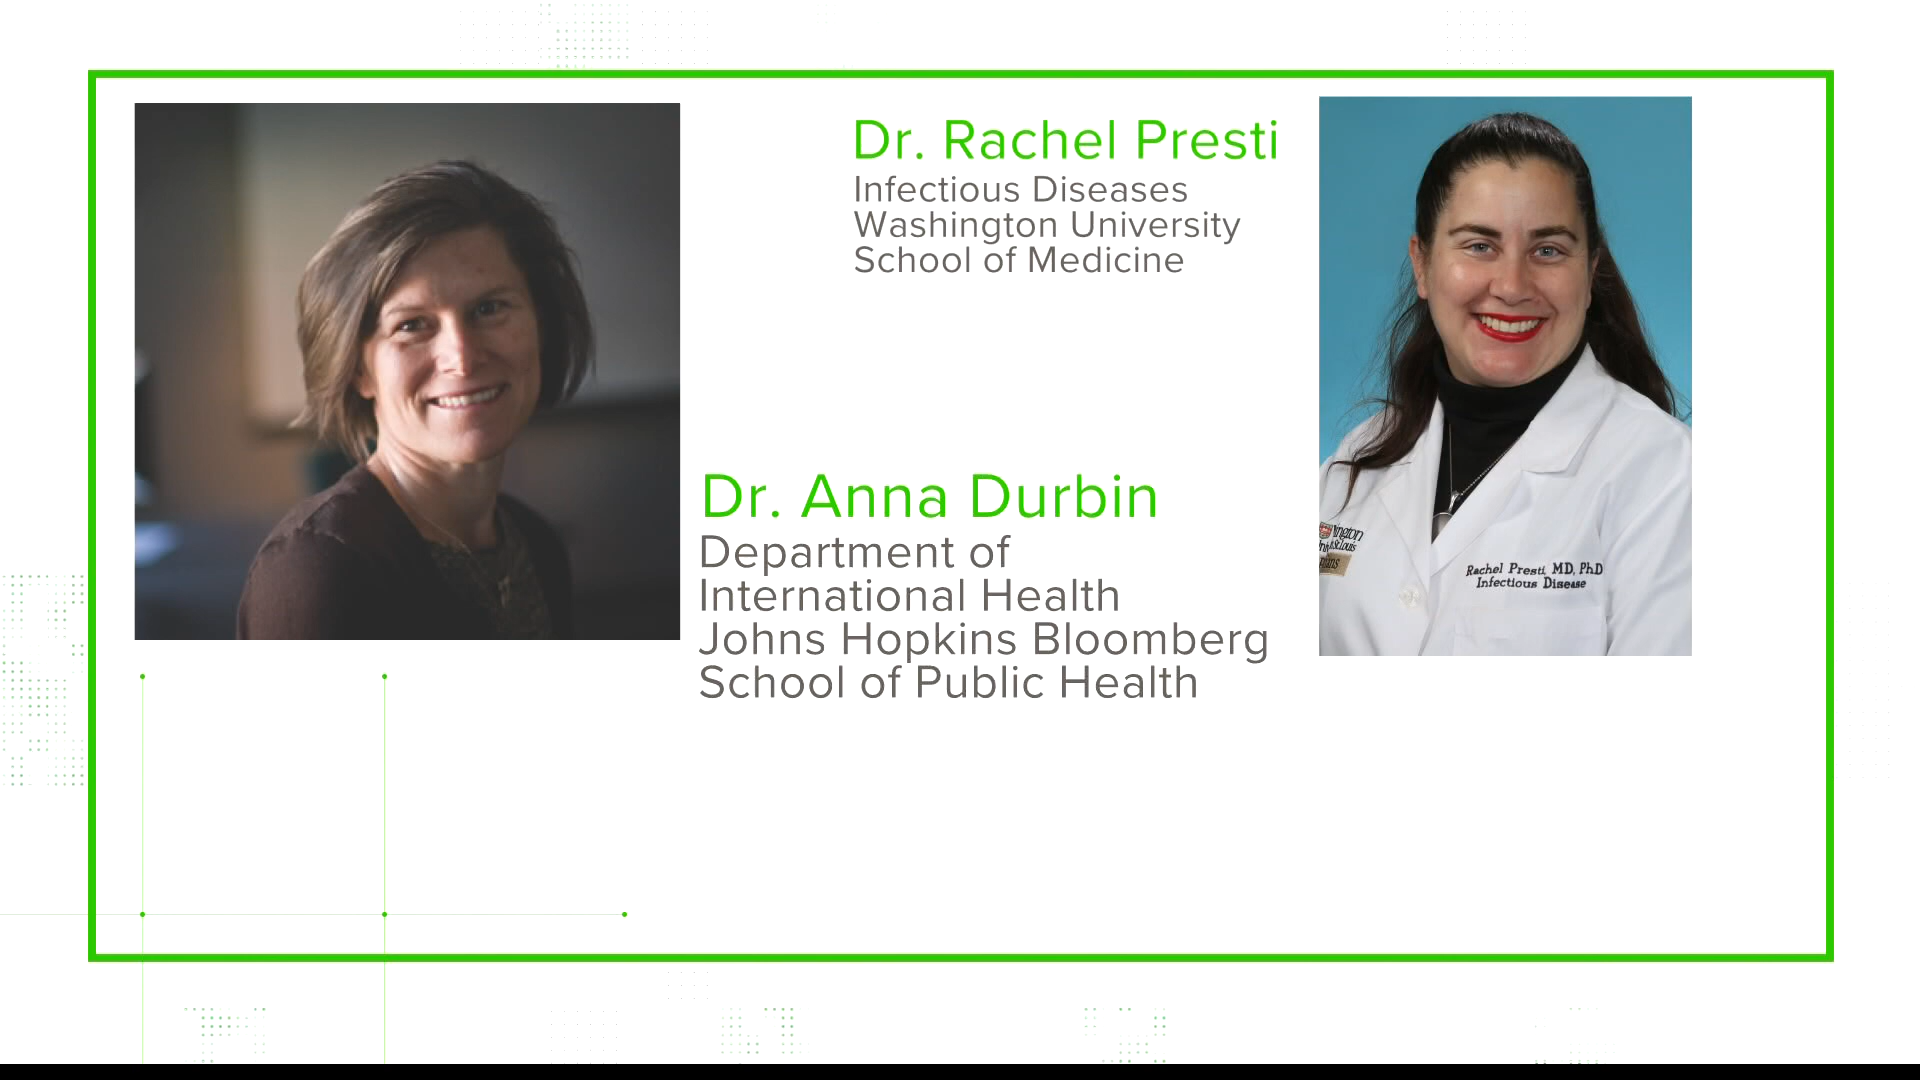 Dr. Rachel Presti
Infectious Diseases
Washington University
School of Medicine
Dr. Anna Durbin
Department of
International Health
Johns Hopkins Bloomberg
School of Public Health
Rachel Presti, MD, PhD
Infectious Disease